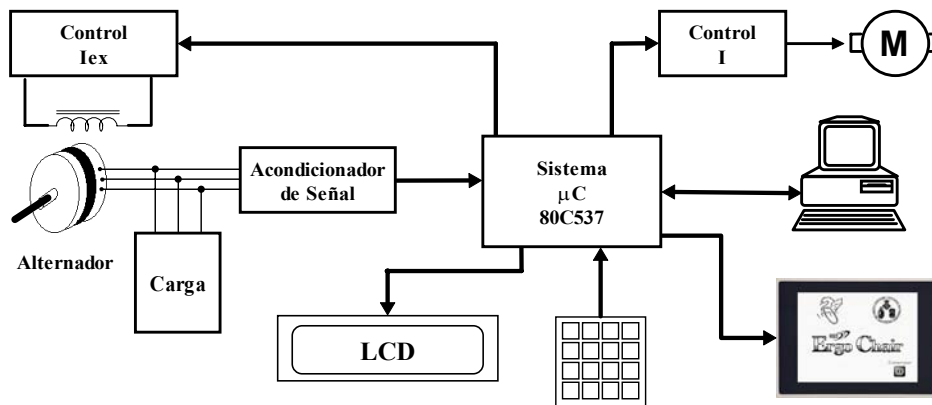 Control
Iex
Control
I
M
Acondicionador
de Señal
Sistema
µC
80C537
Alternador
Carga
LCD
Ergo Chair